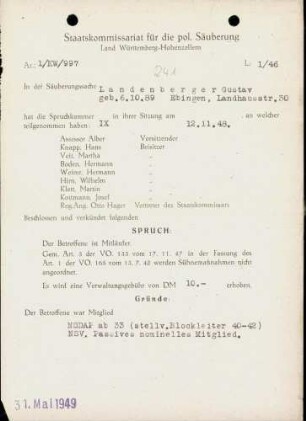 Staatskommissariat für die pol. Säuberung
Land Württemberg-Hohenzollern
Az: 1/KW/997
L: 1/46
241
In der Säuberungssache Landenberger Gustav
geb.6.10.89 Ebingen, Landhausstr.30
hat die Spruchkammer IX in ihrer Sitzung am 12.11.48. an welcher
teilgenommen haben:
Assessor Alber Vorsitzender
Knapp, Hans Beisitzer
Veit, Martha "
Boden, Hermann "
Weiner, Hermann "
Hirn, Wilhelm "
Klett, Martin "
Josef "
Reg.Ang. Otto Hager Vertreter des Staatskommissars
Beschlossen und verkündet folgenden
SPRUCH:
Der Betroffene ist Mitläufer.
Gem. Art. 3 der VO. 133 vom 17. 11. 47 in der Fassung des
Art. 1 der VO. 165 vom 13. 7. 48 werden Sühnemaßnahmen nicht
angeordnet.
Es wird eine Verwaltungsgebühr von DM 10.- erhoben.
Gründe:
Der Betroffene war Mitglied
NSDAP ab 33 (stellv.Blockleiter 40-42)
NSV. Passives nominelles Mitglied.
31. Mai 1949